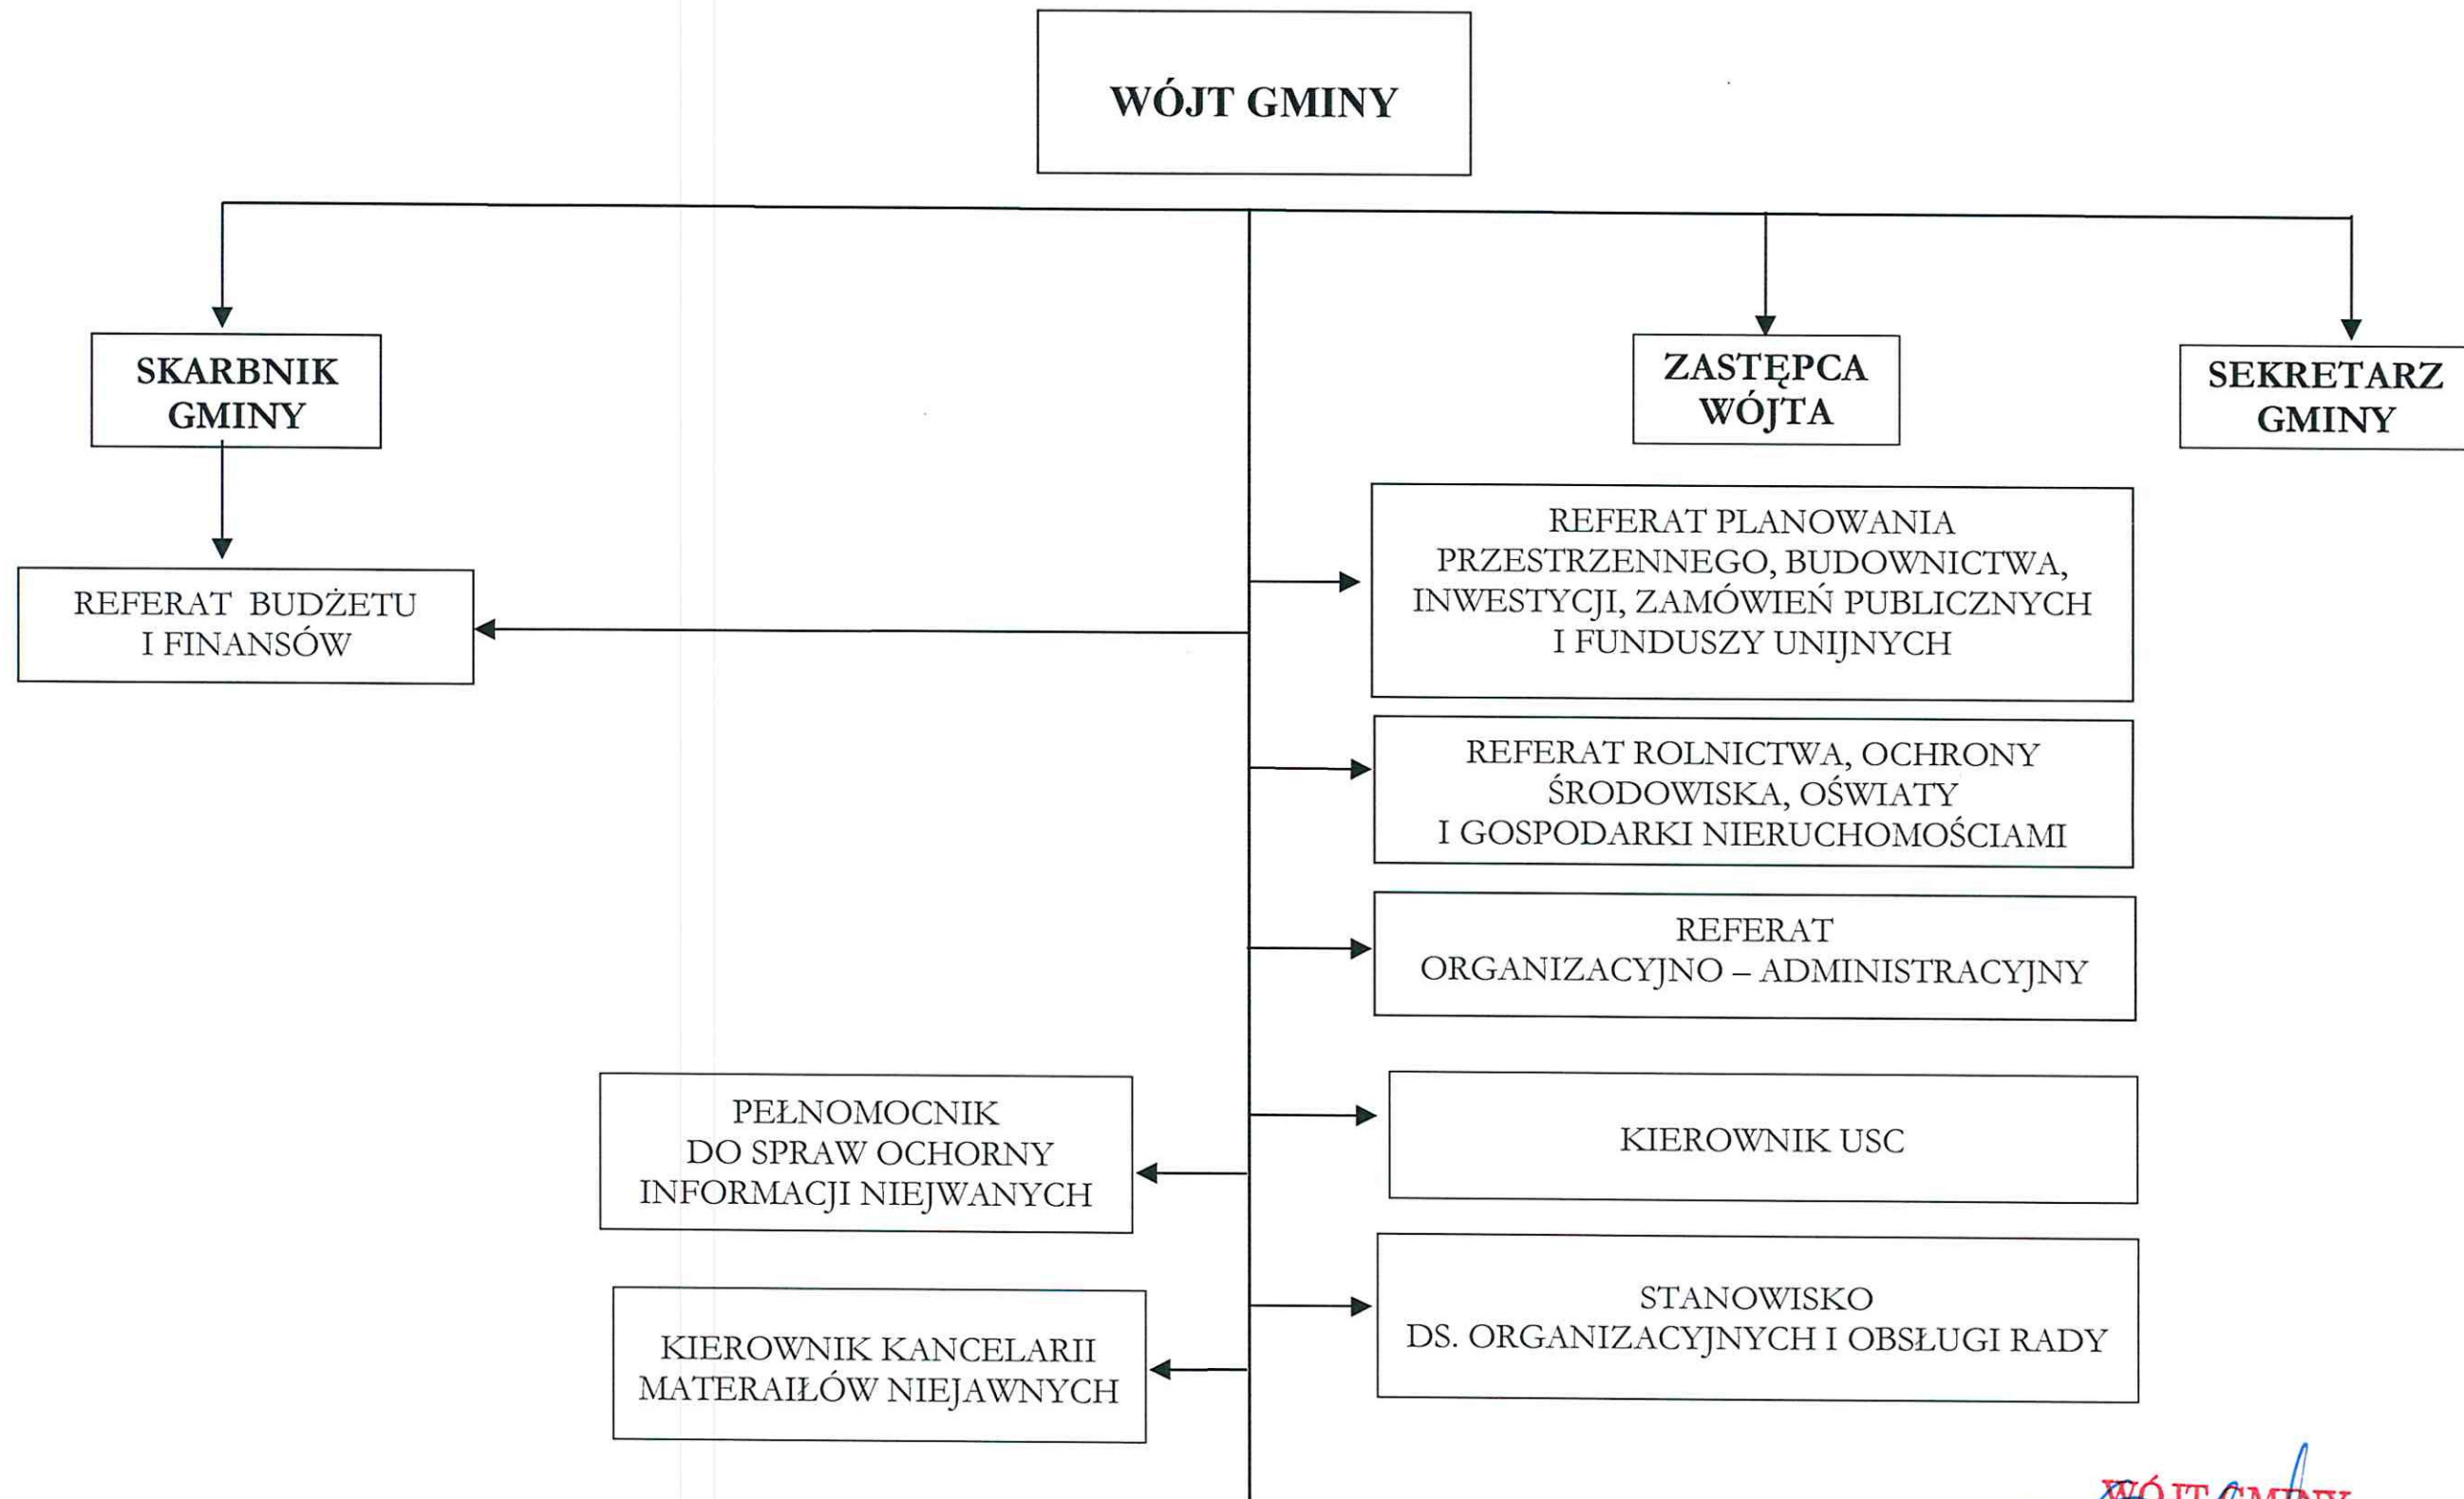 WÓJT GMINY
SKARBNIK
GMINY
ZASTĘPCA
WÓJTA
SEKRETARZ
GMINY
REFERAT BUDŻETU
I FINANSÓW
REFERAT PLANOWANIA
PRZESTRZENNEGO, BUDOWNICTWA,
INWESTYCJI, ZAMÓWIEŃ PUBLICZNYCH
I FUNDUSZY UNIJNYCH
REFERAT ROLNICTWA, OCHRONY
ŚRODOWISKA, OŚWIATY
I GOSPODARKI NIERUCHOMOŚCIAMI
REFERAT
ORGANIZACYJNO – ADMINISTRACYJNY
PEŁNOMOCNIK
DO SPRAW OCHORNY
INFORMACJI NIEJWANYCH
KIEROWNIK USC
KIEROWNIK KANCELARII
MATERAIŁÓW NIEJAWNYCH
STANOWISKO
DS. ORGANIZACYJNYCH I OBSŁUGI RADY
WÓJT GMINY